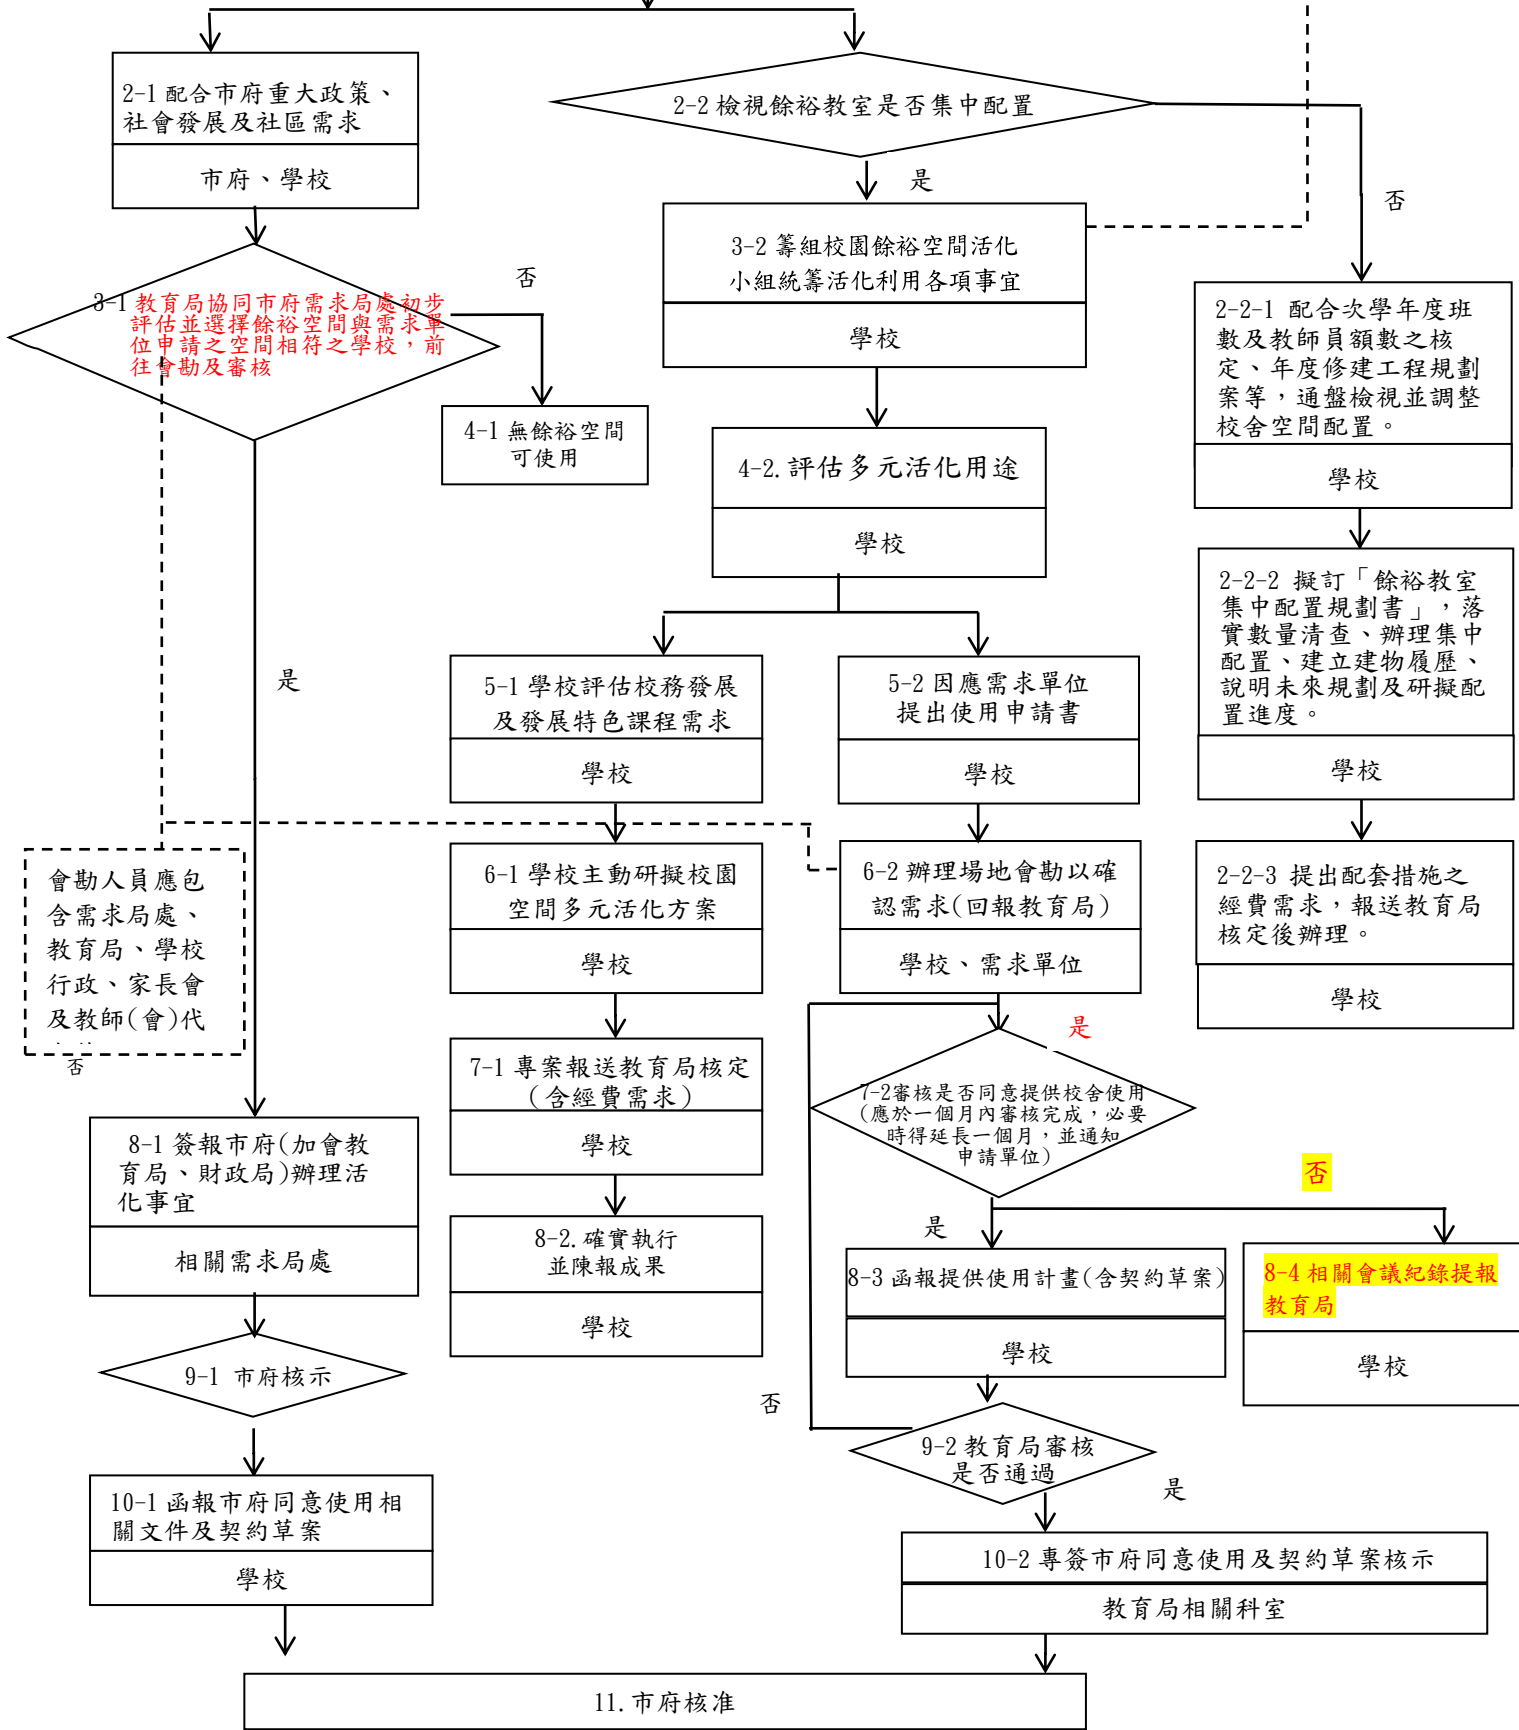 2-1 配合市府重大政策、
社會發展及社區需求
市府、學校
2-2 檢視餘裕教室是否集中配置
是
否
3-1 教育局協同市府需求局處初步
評估並選擇餘裕空間與需求單
位申請之空間相符之學校，前
往會勘及審核
否
4-1 無餘裕空間
可使用
是
3-2 籌組校園餘裕空間活化
小組統籌活化利用各項事宜
學校
4-2.評估多元活化用途
學校
2-2-1 配合次學年度班
數及教師員額數之核
定、年度修建工程規劃
案等，通盤檢視並調整
校舍空間配置。
學校
2-2-2 擬訂「餘裕教室
集中配置規劃書」，落
實數量清查、辦理集中
配置、建立建物履歷、
說明未來規劃及研擬配
置進度。
學校
2-2-3 提出配套措施之
經費需求，報送教育局
核定後辦理。
學校
5-1 學校評估校務發展
及發展特色課程需求
學校
5-2 因應需求單位
提出使用申請書
學校
6-1 學校主動研擬校園
空間多元活化方案
學校
6-2 辦理場地會勘以確
認需求(回報教育局)
學校、需求單位
會勘人員應包
含需求局處、
教育局、學校
行政、家長會
及教師(會)代
否
7-1 專案報送教育局核定
(含經費需求)
學校
是
7-2審核是否同意提供校舍使用
(應於一個月內審核完成，必要
時得延長一個月，並通知
申請單位)
8-1 簽報市府(加會教
育局、財政局)辦理活
化事宜
相關需求局處
8-2.確實執行
並陳報成果
學校
是
否
8-3 函報提供使用計畫(含契約草案)
學校
8-4 相關會議紀錄提報
教育局
學校
9-1 市府核示
否
9-2 教育局審核
是否通過
是
10-1 函報市府同意使用相
關文件及契約草案
學校
10-2 專簽市府同意使用及契約草案核示
教育局相關科室
11.市府核准